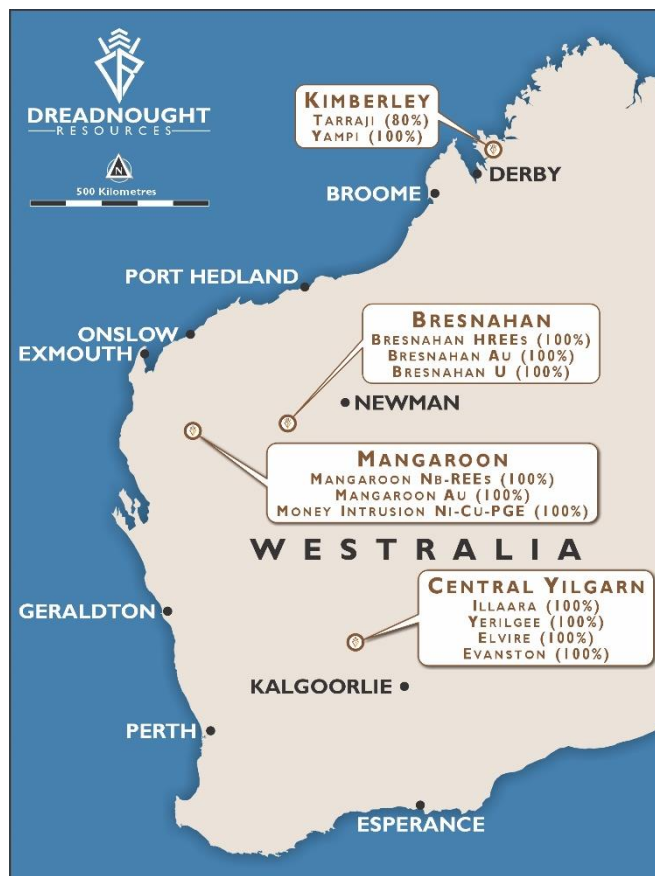 DREADNOUGHT
RESOURCES
N
500 Kilometres
KIMBERLEY
TARRAJI (80%)
YAMPI (100%)
DERBY
BROOME
PORT HEDLAND
ONSLOW
EXMOUTH
BRESNAHAN
BRESNAHAN HREES (100%)
BRESNAHAN AU (100%)
BRESNAHAN U (100%)
NEWMAN
MANGAROON
MANGAROON NB-REES (100%)
MANGAROON AU (100%)
MONEY INTRUSION NI-CU-PGE (100%)
WESTRALIA
CENTRAL YILGARN
ILLAARA (100%)
YERILGEE (100%)
ELVIRE (100%)
EVANSTON (100%)
GERALDTON
KALGOORLIE
PERTH
ESPERANCE